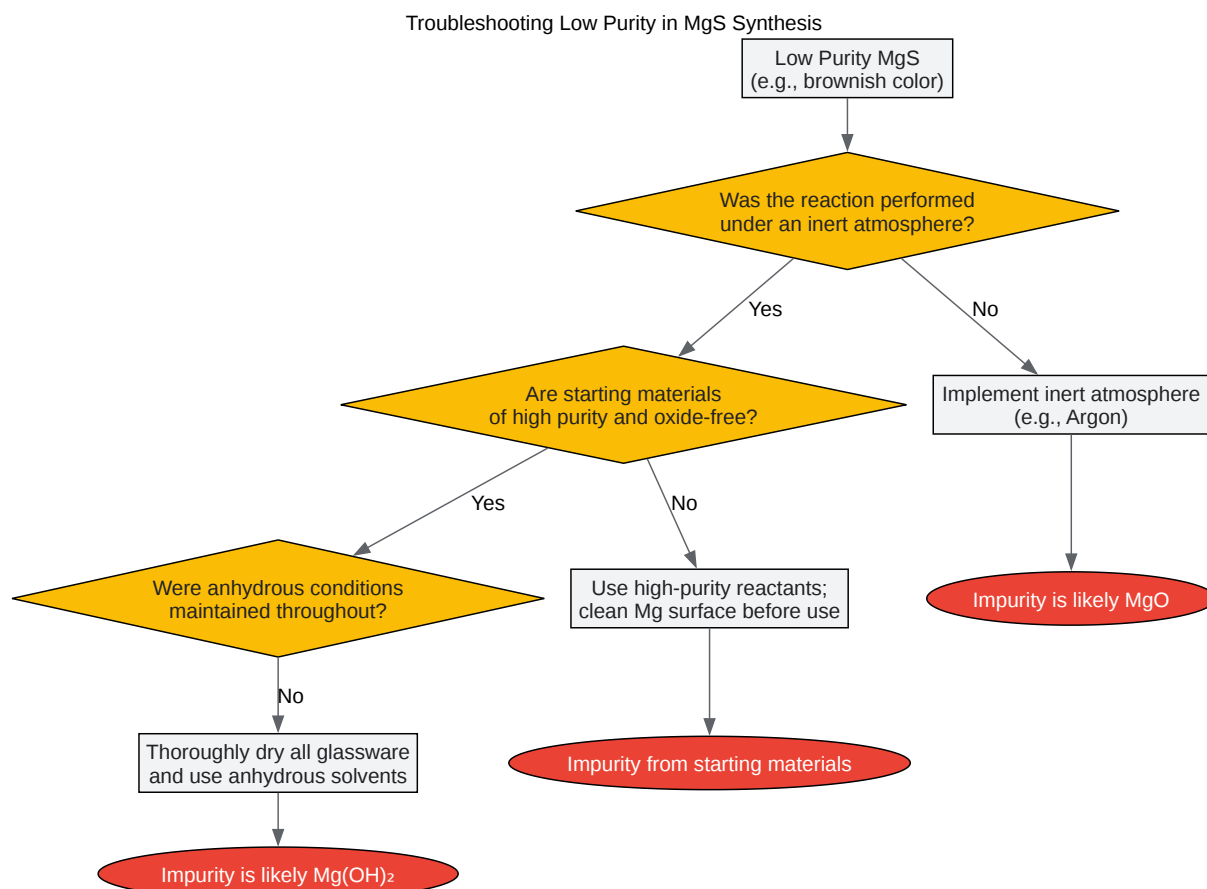 Troubleshooting Low Purity in MgS Synthesis
Low Purity MgS
(e.g., brownish color)
Was the reaction performed
under an inert atmosphere?
Yes
No
Are starting materials
of high purity and oxide-free?
Implement inert atmosphere
(e.g., Argon)
Yes
No
Were anhydrous conditions
maintained throughout?
Use high-purity reactants;
clean Mg surface before use
Impurity is likely MgO
No
Thoroughly dry all glassware
and use anhydrous solvents
Impurity from starting materials
Impurity is likely Mg(OH)₂